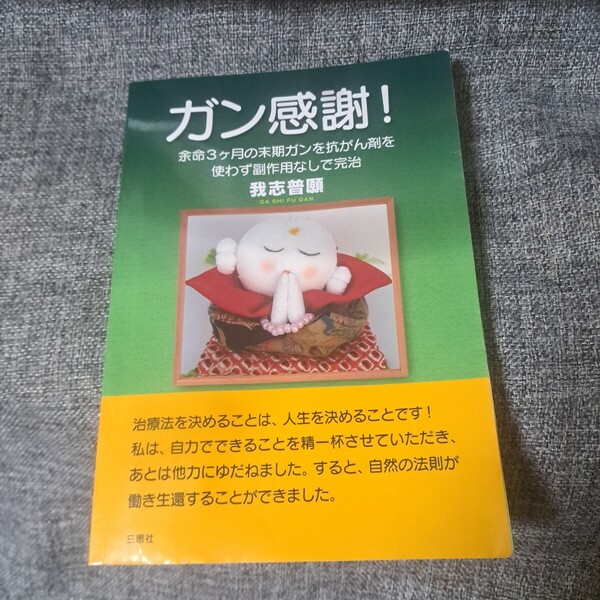 ガン感謝！
余命３ヶ月の末期ガンを抗がん剤を
使わず副作用なしで完治
我志普願
GA SHI FU GAN
治療法を決めることは、人生を決めることです！
私は、自力でできることを精一杯させていただき、
あとは他力にゆだねました。すると、自然の法則が
働き生還することができました。
三恵社